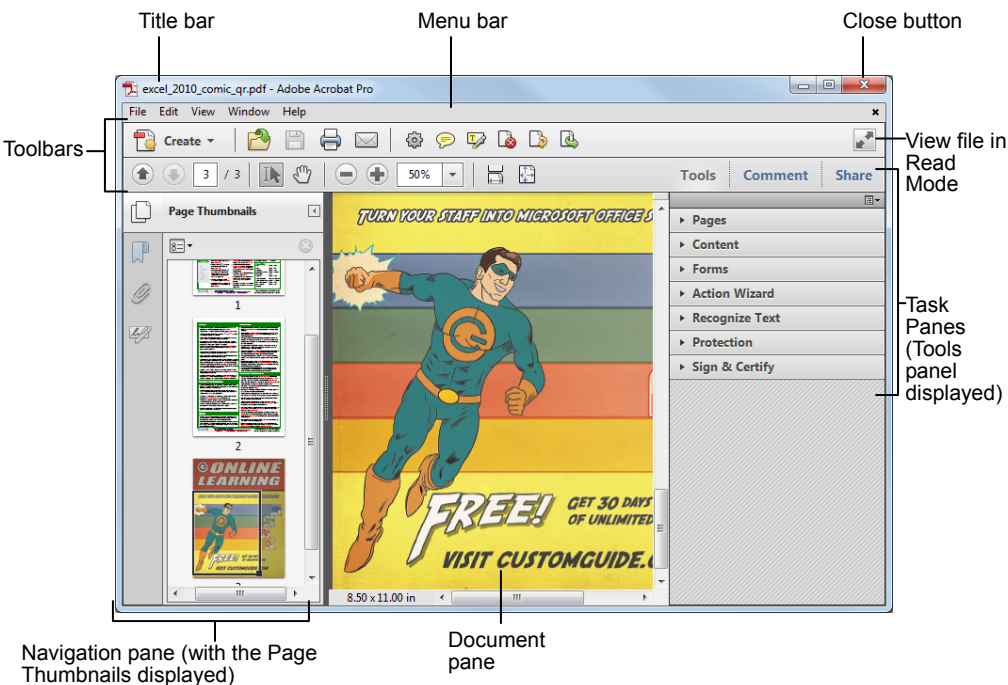 Title bar
Menu bar
Close button
excel_2010_comic_qr.pdf - Adobe Acrobat Pro
File Edit View Window Help
Toolbars
Create
View file in
Read
Mode
3 / 3
50%
Tools Comment Share
Page Thumbnails
1
2
ONLINE
LEARNING
FREE!
VISIT CUSTOMGUIDE.COM
TURN YOUR STAFF INTO MICROSOFT OFFICE S
FREE! GET 30 DAYS
OF UNLIMITED
VISIT CUSTOMGUIDE.
8.50 x 11.00 in
Pages
Content
Forms
Action Wizard
Recognize Text
Protection
Sign & Certify
Task
Panes
(Tools
panel
displayed)
Navigation pane (with the Page
Thumbnails displayed)
Document
pane